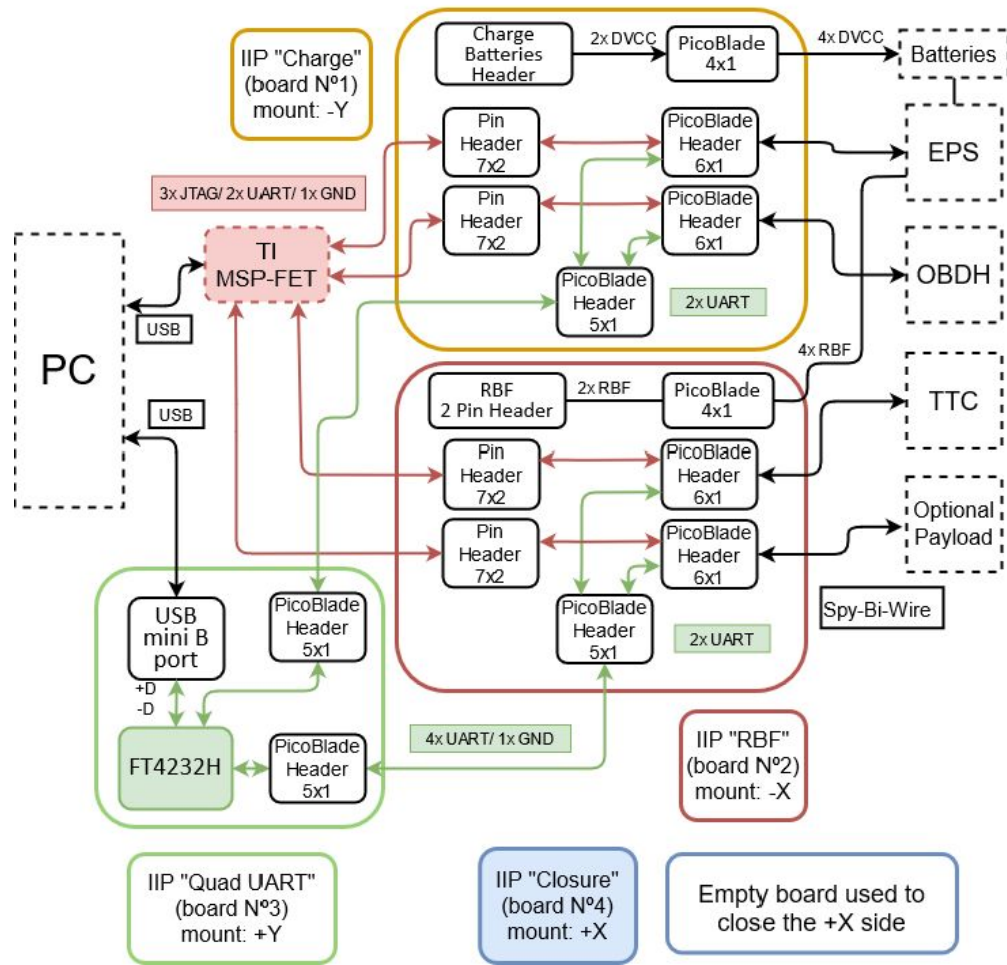 IIP "Charge"
(board Nº1)
mount: -Y
Charge
Batteries
Header
2x DVCC
PicoBlade
4x1
4x DVCC
Batteries
Pin
Header
7x2
PicoBlade
Header
6x1
EPS
3x JTAG/ 2x UART/ 1x GND
Pin
Header
7x2
PicoBlade
Header
6x1
TI
MSP-FET
OBDH
PicoBlade
Header
5x1
2x UART
USB
PC
4x RBF
RBF
2 Pin Header
2x RBF
PicoBlade
4x1
TTC
USB
Pin
Header
7x2
PicoBlade
Header
6x1
Optional
Payload
Pin
Header
7x2
PicoBlade
Header
6x1
USB
mini B
port
PicoBlade
Header
5x1
PicoBlade
Header
5x1
2x UART
Spy-Bi-Wire
+D
-D
FT4232H
PicoBlade
Header
5x1
4x UART/ 1x GND
IIP "RBF"
(board Nº2)
mount: -X
IIP "Quad UART"
(board Nº3)
mount: +Y
IIP "Closure"
(board Nº4)
mount: +X
Empty board used to
close the +X side